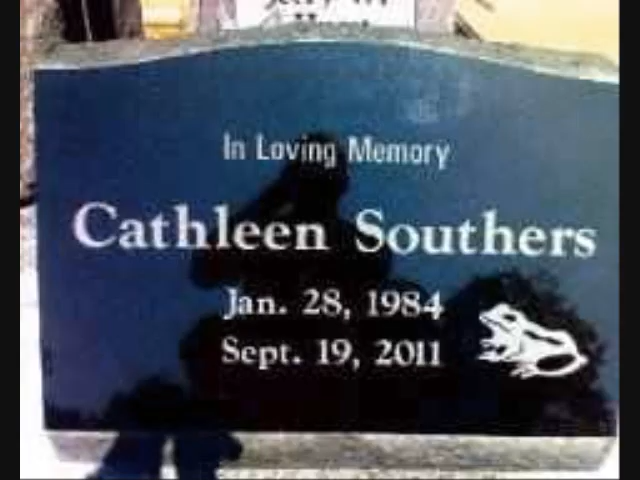 In Loving Memory
Cathleen Southers
Jan. 28, 1984
Sept. 19, 2011